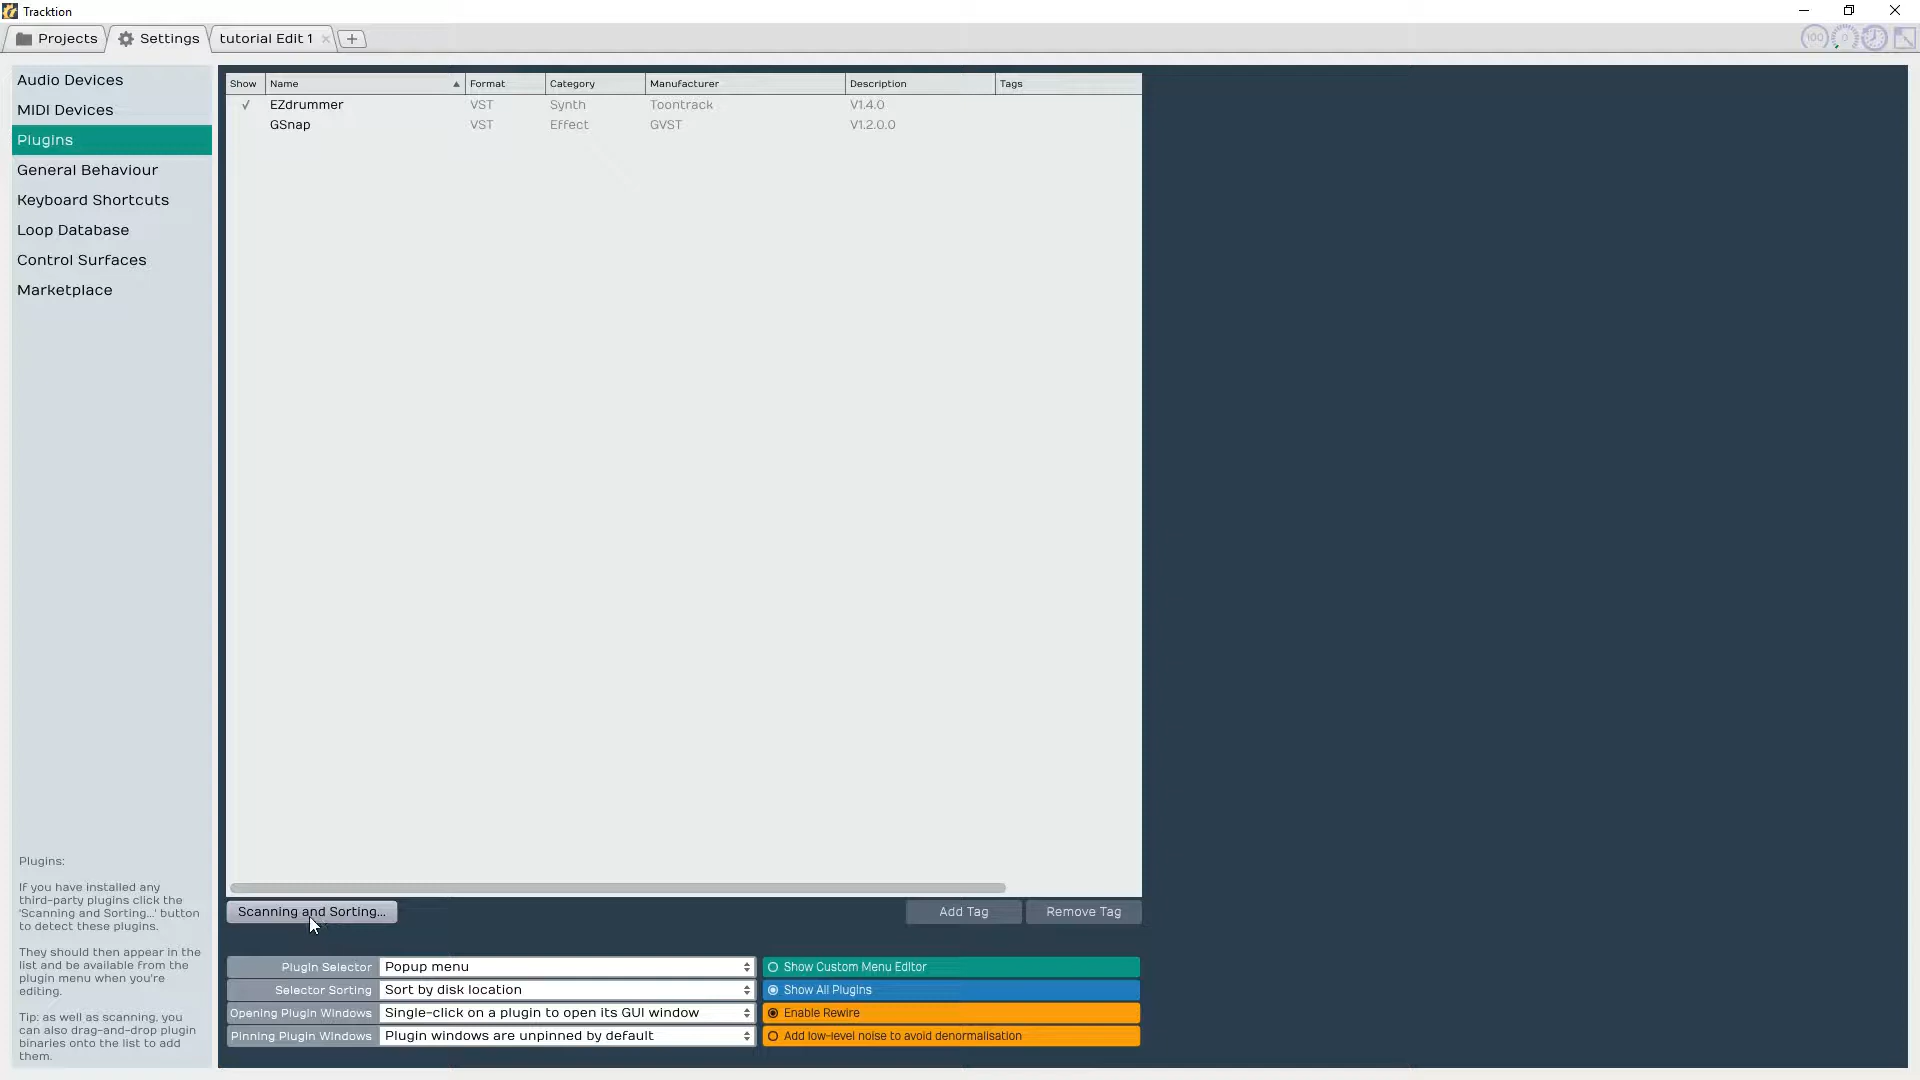 Tracktion
Projects
Settings
tutorial Edit 1
100
0
Audio Devices
MIDI Devices
Plugins
General Behaviour
Keyboard Shortcuts
Loop Database
Control Surfaces
Marketplace
Show Name Format Category Manufacturer Description Tags
✓ EZdrummer VST Synth Toontrack V1.4.0
GSnap VST Effect GVST V1.2.0.0
Plugins:
If you have installed any
third-party plugins click the
'Scanning and Sorting...' button
to detect these plugins.
They should then appear in the
list and be available from the
plugin menu when you're
editing.
Tip: as well as scanning, you
can also drag-and-drop plugin
binaries onto the list to add
them.
Scanning and Sorting...
Add Tag
Remove Tag
Plugin Selector Popup menu
Selector Sorting Sort by disk location
Opening Plugin Windows Single-click on a plugin to open its GUI window
Pinning Plugin Windows Plugin windows are unpinned by default
Show Custom Menu Editor
Show All Plugins
Enable Rewire
Add low-level noise to avoid denormalisation